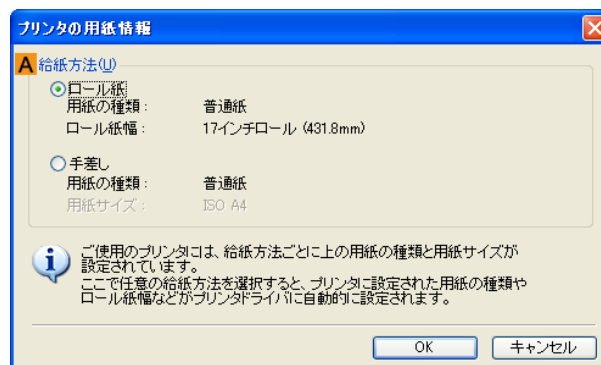 プリンタの用紙情報
A 給紙方法(U)
ロール紙
用紙の種類: 普通紙
ロール紙幅: 17インチロール (431.8mm)
手差し
用紙の種類: 普通紙
用紙サイズ: ISO A4
ご使用のプリンタには、給紙方法ごとに上の用紙の種類と用紙サイズが
設定されています。
ここで任意の給紙方法を選択すると、プリンタに設定された用紙の種類や
ロール紙幅などがプリンタドライバに自動的に設定されます。
OK キャンセル